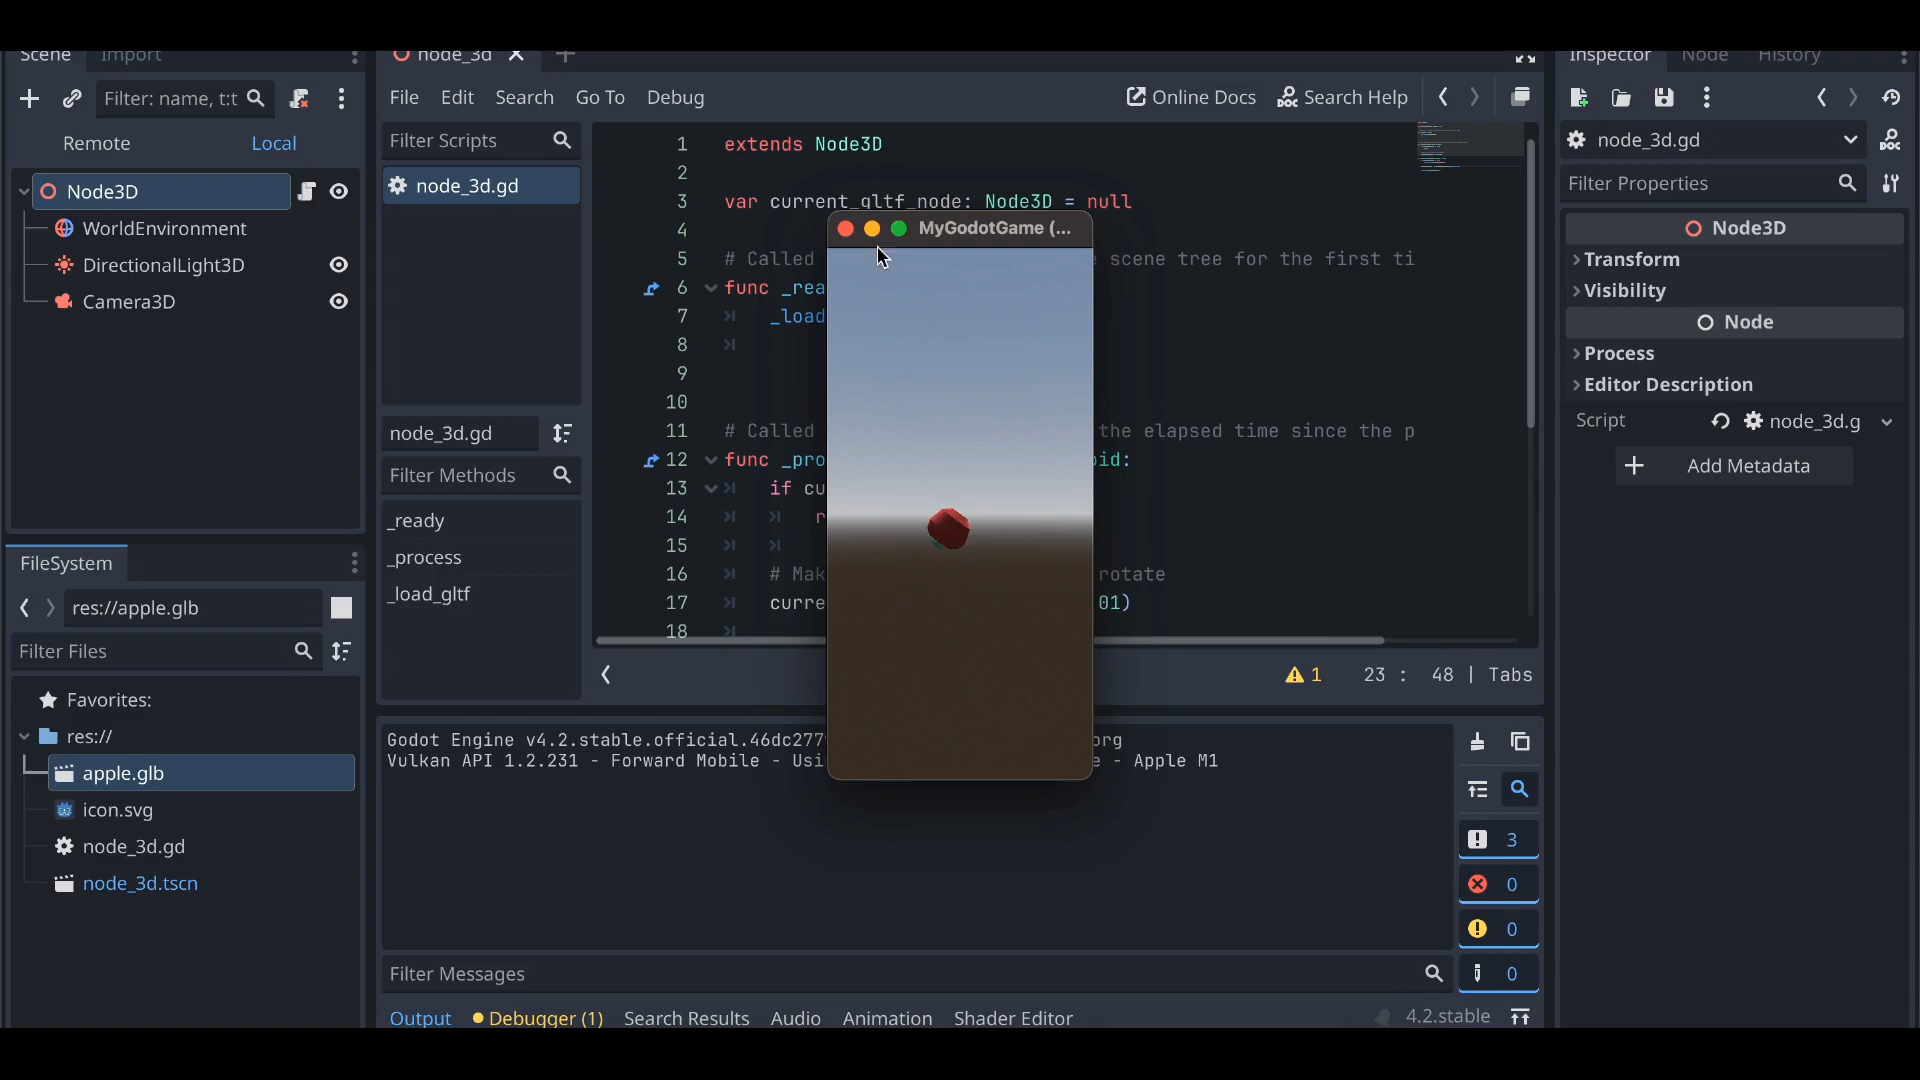 Scene Import
Filter: name, t:t
Remote Local
Node3D
WorldEnvironment
DirectionalLight3D
Camera3D
FileSystem
res://apple.glb
Filter Files
Favorites:
res://
apple.glb
icon.svg
node_3d.gd
node_3d.tscn
node_3d
File Edit Search Go To Debug
Online Docs Search Help
Filter Scripts
node_3d.gd
node_3d.gd
Filter Methods
_ready
_process
_load_gltf
1 extends Node3D
2
3 var current_gltf_node: Node3D = null
4
5 # Called scene tree for the first ti
6 func _rea
7 _load
8
9
10
11 # Called the elapsed time since the p
12 func _pro id:
13 if cu
14 r
15
16 # Mak rotate
17 curre 01)
18
MyGodotGame (...
1 23 : 48 | Tabs
Godot Engine v4.2.stable.official.46dc277 org
Vulkan API 1.2.231 - Forward Mobile - Usi e - Apple M1
3
0
0
0
Filter Messages
Output Debugger (1) Search Results Audio Animation Shader Editor
4.2.stable
Inspector Node History
node_3d.gd
Filter Properties
Node3D
Transform
Visibility
Node
Process
Editor Description
Script node_3d.g
Add Metadata